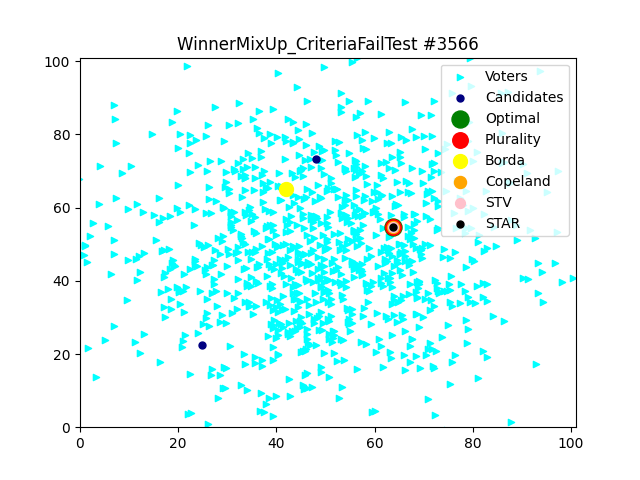 WinnerMixUp_CriteriaFailTest #3566
100
80
60
40
20
0
0 20 40 60 80 100
Voters
Candidates
Optimal
Plurality
Borda
Copeland
STV
STAR